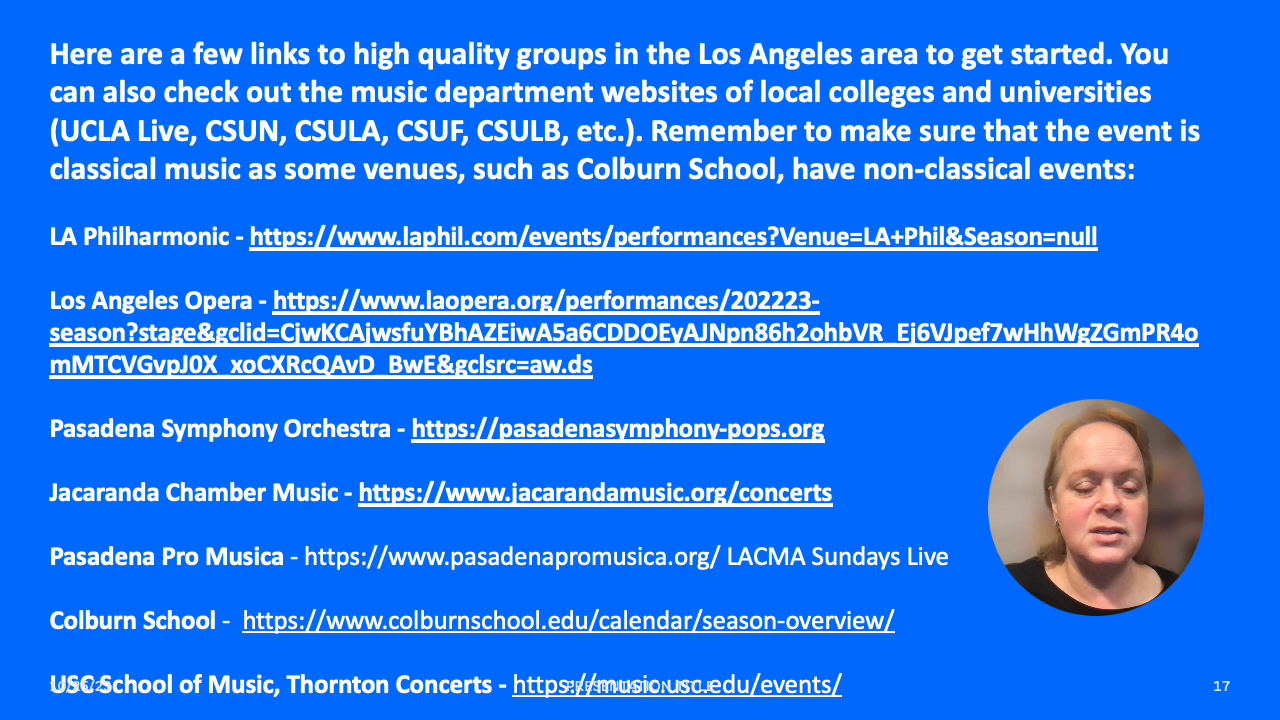 Here are a few links to high quality groups in the Los Angeles area to get started. You
can also check out the music department websites of local colleges and universities
(UCLA Live, CSUN, CSULA, CSUF, CSULB, etc.). Remember to make sure that the event is
classical music as some venues, such as Colburn School, have non-classical events:
LA Philharmonic - https://www.laphil.com/events/performances?Venue=LA+Phil&Season=null
Los Angeles Opera - https://www.laopera.org/performances/202223-
season?stage&gclid=CjwKCAjwsfuYBhAZEiwA5a6CDDOEyAJNpn86h2ohbVR_Ej6VJpef7wHhWgZGmPR4o
mMTCVGvpJ0X_xoCXRcQAvD_BwE&gclsrc=aw.ds
Pasadena Symphony Orchestra - https://pasadenasymphony-pops.org
Jacaranda Chamber Music - https://www.jacarandamusic.org/concerts
Pasadena Pro Musica - https://www.pasadenapromusica.org/ LACMA Sundays Live
Colburn School - https://www.colburnschool.edu/calendar/season-overview/
USC School of Music, Thornton Concerts - https://music.usc.edu/events/
PRESENTATION TITLE
17